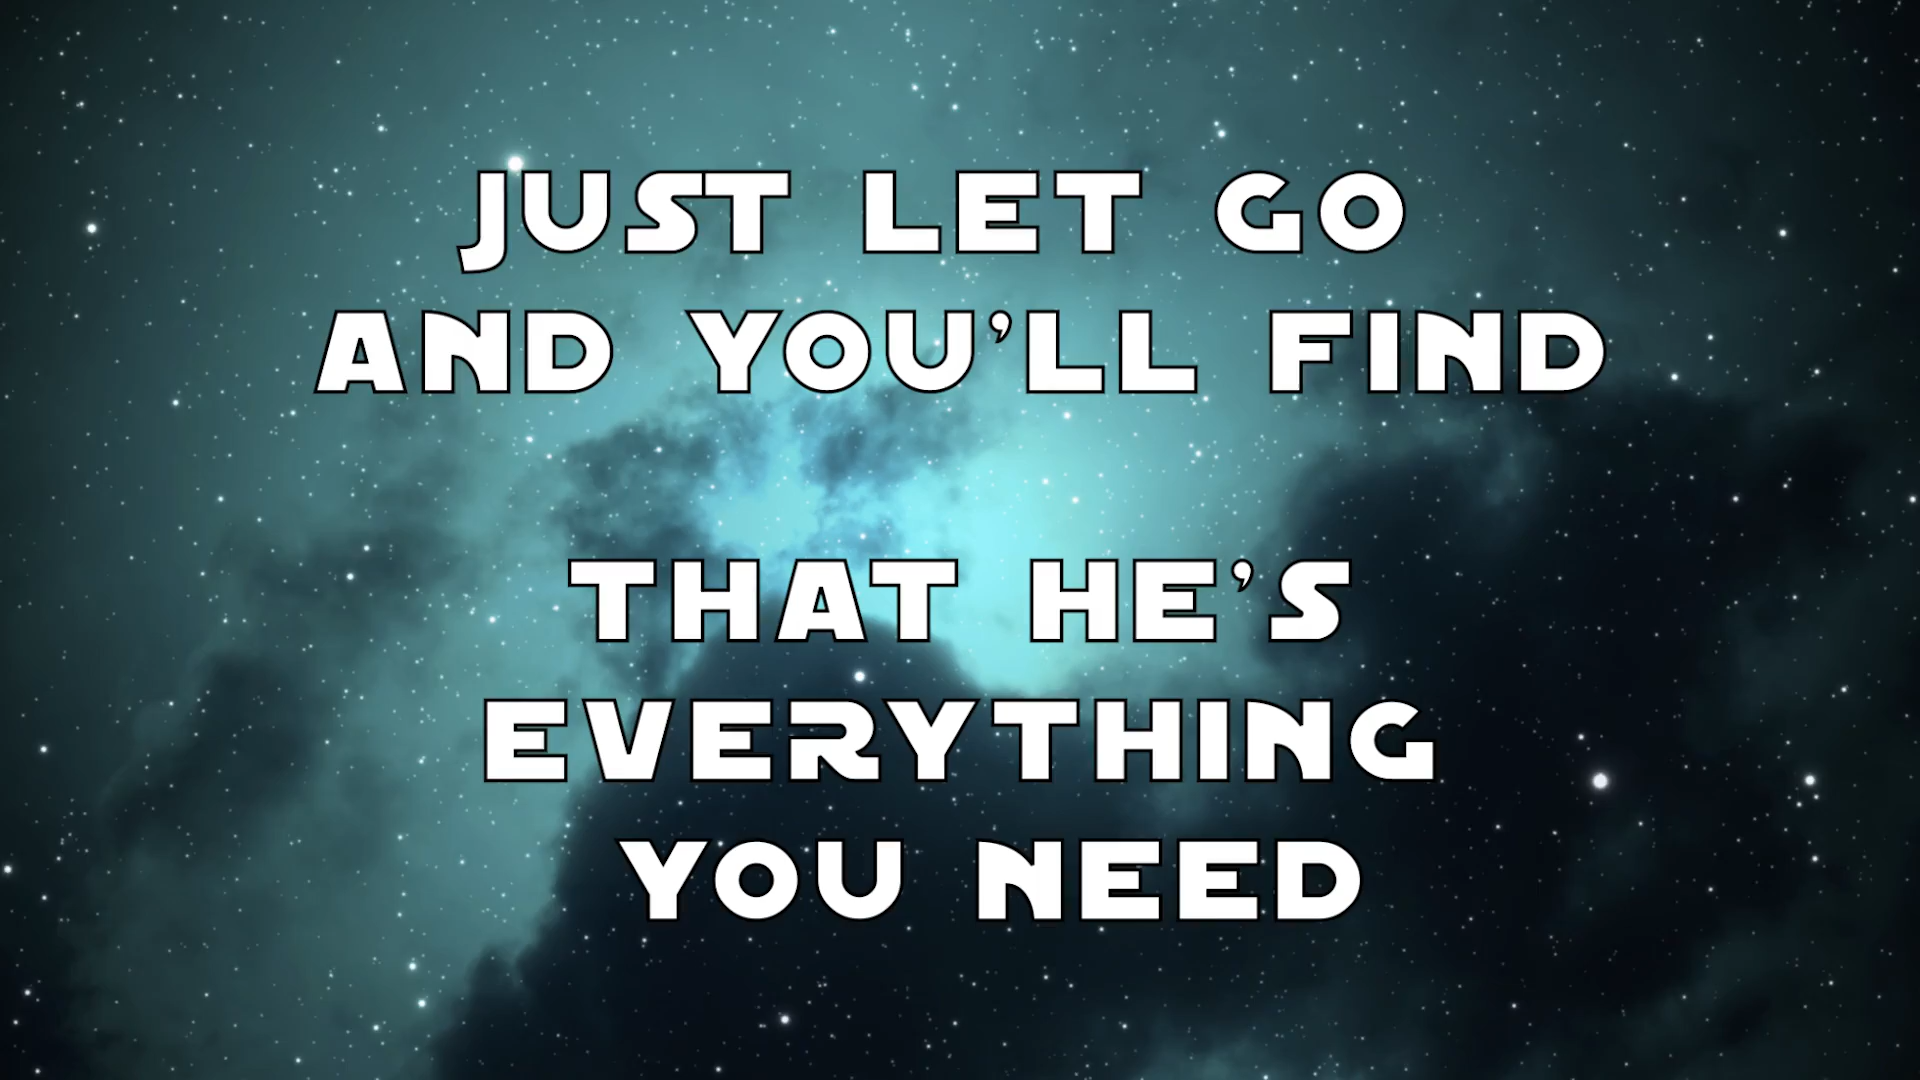 JUST LET GO
AND YOU'LL FIND
THAT HE'S
EVERYTHING
YOU NEED